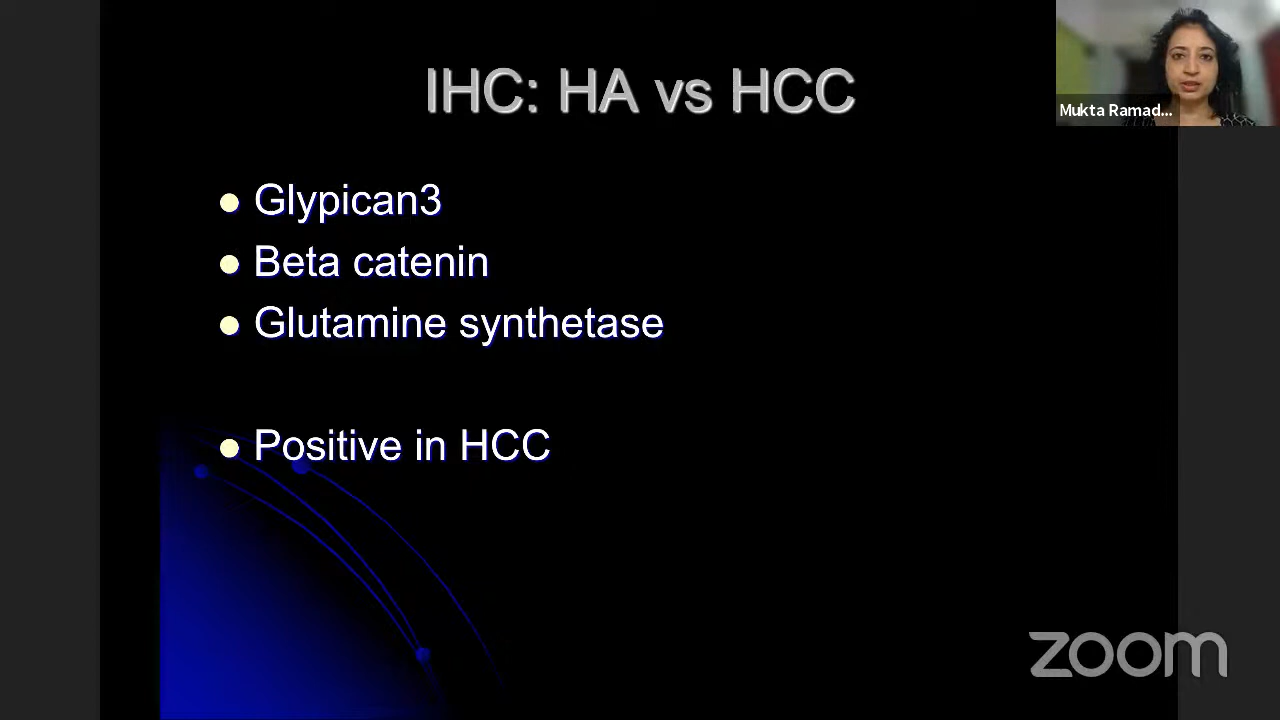 IHC: HA vs HCC
Mukta Ramad...
Glypican3
Beta catenin
Glutamine synthetase
Positive in HCC
zoom